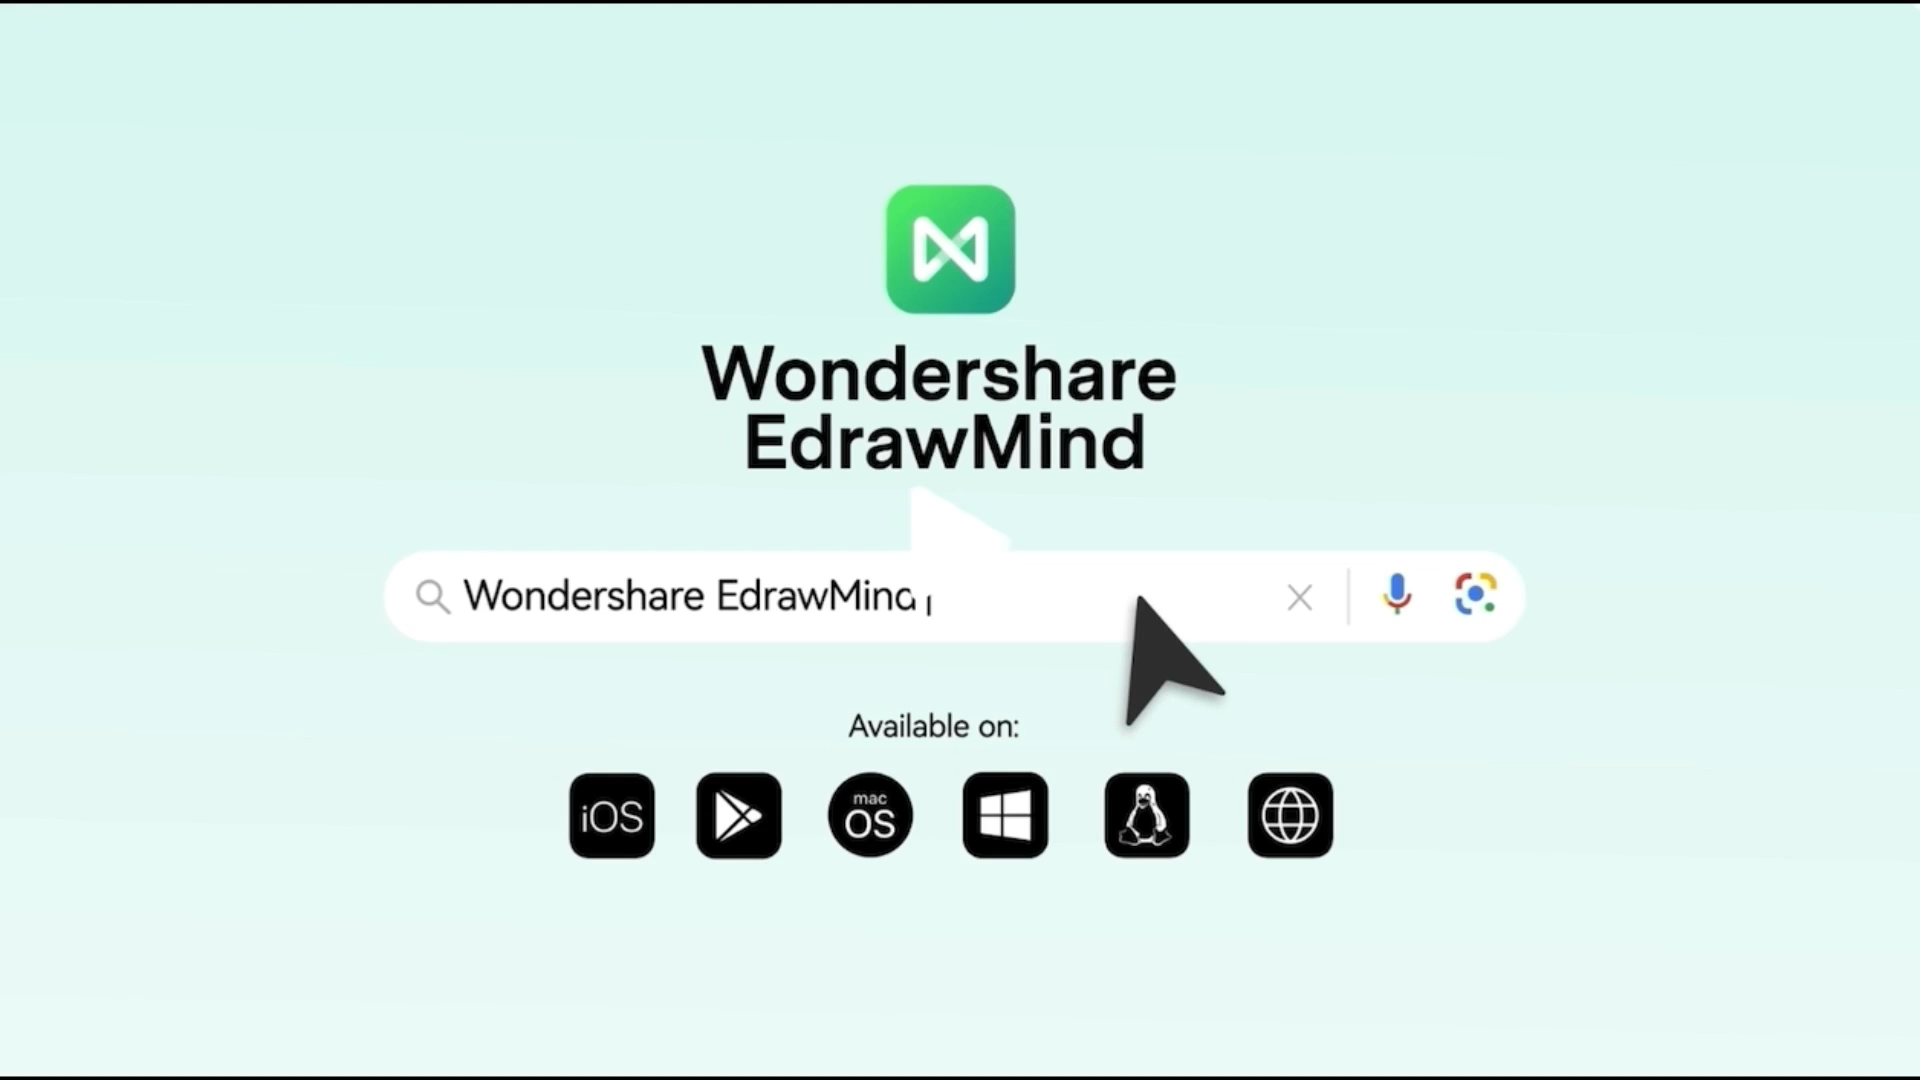 Wondershare
EdrawMind
Wondershare EdrawMind
Available on:
iOS
mac
OS